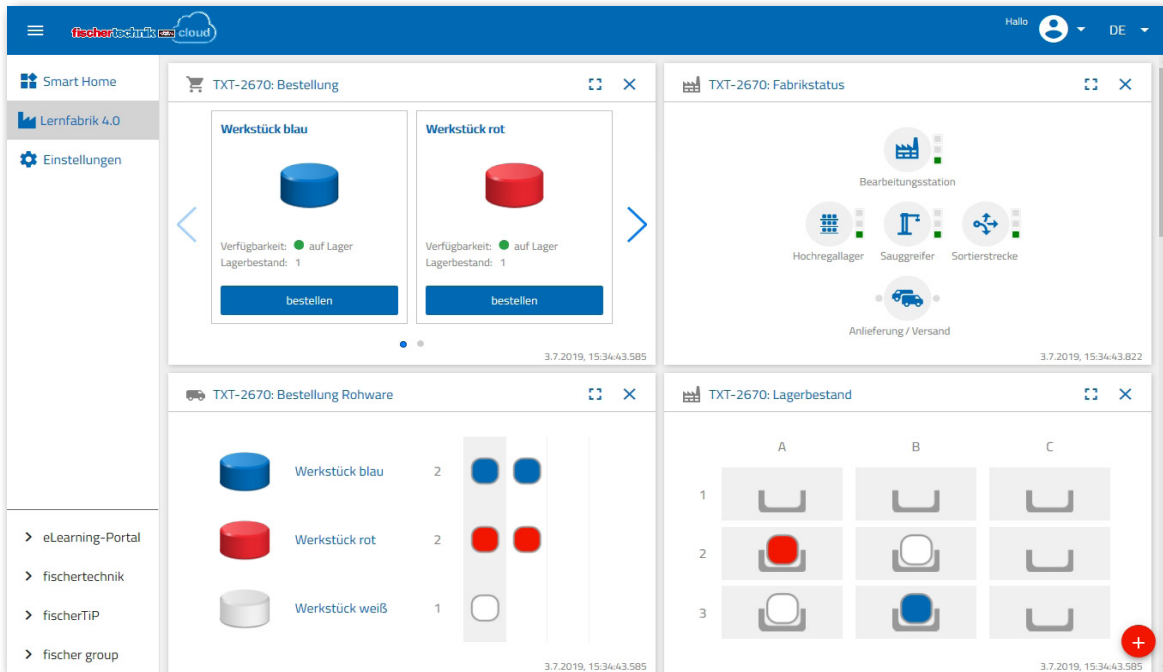 fischertechnik cloud
Hallo
DE
Smart Home
Lernfabrik 4.0
Einstellungen
eLearning-Portal
fischertechnik
fischerTiP
fischer group
TXT-2670: Bestellung
Werkstück blau
Verfügbarkeit: auf Lager
Lagerbestand: 1
bestellen
Werkstück rot
Verfügbarkeit: auf Lager
Lagerbestand: 1
bestellen
3.7.2019, 15:34:43.585
TXT-2670: Fabrikstatus
Bearbeitungsstation
Hochregallager Sauggreifer Sortierstrecke
Anlieferung / Versand
3.7.2019, 15:34:43.822
TXT-2670: Bestellung Rohware
Werkstück blau 2
Werkstück rot 2
Werkstück weiß 1
3.7.2019, 15:34:43.585
TXT-2670: Lagerbestand
A B C
1
2
3
3.7.2019, 15:34:43.585